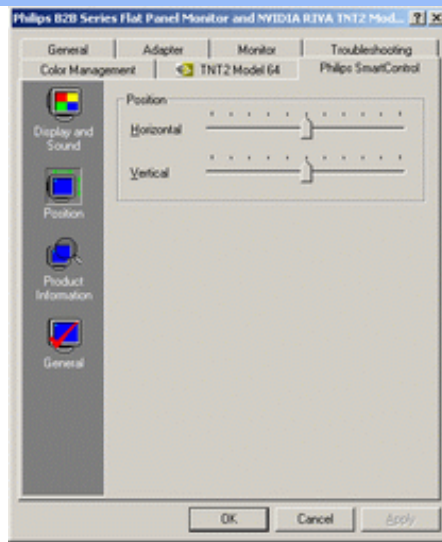 Philips B2B Series Flat Panel Monitor and NVIDIA RIVA TNT2 Mod...
General Adapter Monitor Troubleshooting
Color Management TNT2 Model 64 Philips SmartControl
Position
Horizontal
Vertical
Display and
Sound
Position
Product
Information
General
OK Cancel Apply